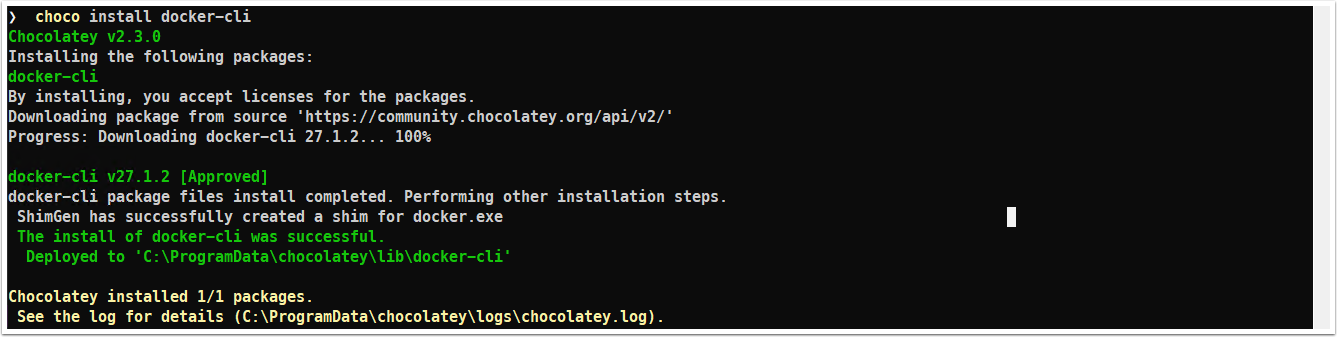 ❯  choco install docker-cli
Chocolatey v2.3.0
Installing the following packages:
docker-cli
By installing, you accept licenses for the packages.
Downloading package from source 'https://community.chocolatey.org/api/v2/'
Progress: Downloading docker-cli 27.1.2... 100%

docker-cli v27.1.2 [Approved]
docker-cli package files install completed. Performing other installation steps.
 ShimGen has successfully created a shim for docker.exe
 The install of docker-cli was successful.
  Deployed to 'C:\ProgramData\chocolatey\lib\docker-cli'

Chocolatey installed 1/1 packages.
 See the log for details (C:\ProgramData\chocolatey\logs\chocolatey.log).